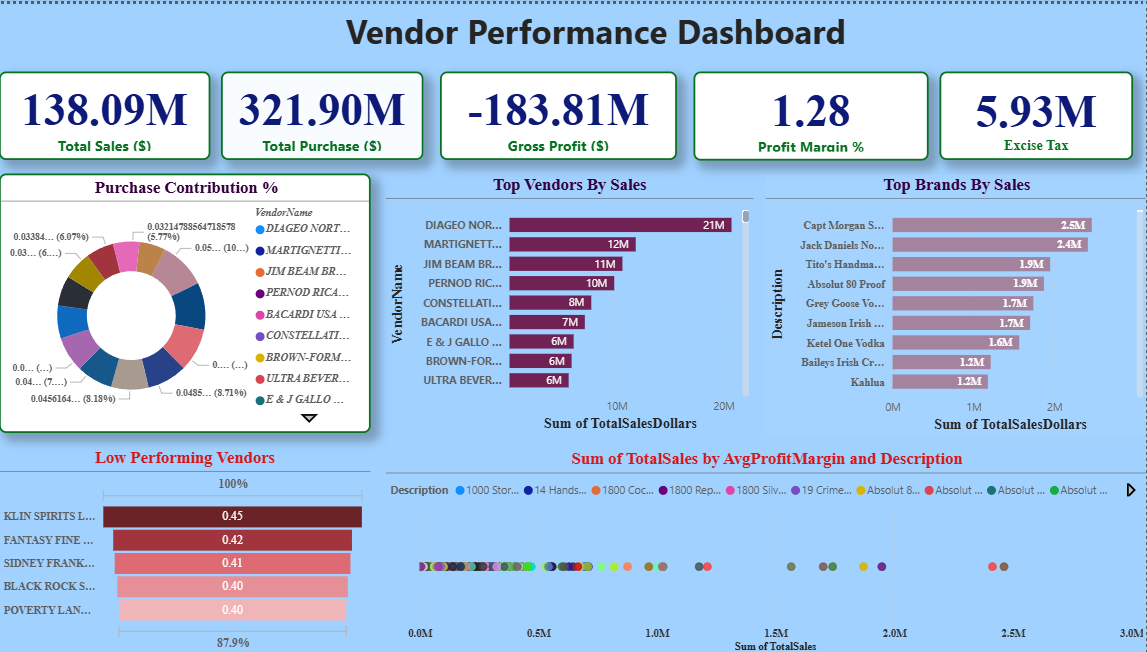 Vendor Performance Dashboard
138.09M
Total Sales ($)
321.90M
Total Purchase ($)
-183.81M
Gross Profit ($)
1.28
Profit Margin %
5.93M
Excise Tax
Purchase Contribution %
0.03214788564718578
(5.77%)
0.03384... (6.07%)
0.03... (6....)
0.05... (10...)
0.... (...)
0.0... (...)
0.04... (7....)
0.0456164... (8.18%)
0.0485... (8.71%)
VendorName
DIAGEO NORT...
MARTIGNETTI...
JIM BEAM BR...
PERNOD RICA...
BACARDI USA ...
CONSTELLATI...
BROWN-FORM...
ULTRA BEVER...
E & J GALLO ...
Top Vendors By Sales
VendorName
DIAGEO NOR... 21M
MARTIGNETT... 12M
JIM BEAM BR... 11M
PERNOD RIC... 10M
CONSTELLATI... 8M
BACARDI USA... 7M
E & J GALLO ... 6M
BROWN-FOR... 6M
ULTRA BEVER... 6M
10M 20M
Sum of TotalSalesDollars
Top Brands By Sales
Description
Capt Morgan S... 2.5M
Jack Daniels No... 2.4M
Tito's Handma... 1.9M
Absolut 80 Proof 1.9M
Grey Goose Vo... 1.7M
Jameson Irish ... 1.7M
Ketel One Vodka 1.6M
Baileys Irish Cr... 1.2M
Kahlua 1.2M
0M 1M 2M
Sum of TotalSalesDollars
Low Performing Vendors
100%
KLIN SPIRITS L... 0.45
FANTASY FINE ... 0.42
SIDNEY FRANK... 0.41
BLACK ROCK S... 0.40
POVERTY LAN... 0.40
87.9%
Sum of TotalSales by AvgProfitMargin and Description
Description 1000 Stor... 14 Hands... 1800 Coc... 1800 Rep... 1800 Silv... 19 Crime... Absolut 8... Absolut ... Absolut ... Absolut ...
0.0M 0.5M 1.0M 1.5M 2.0M 2.5M 3.0M
Sum of TotalSales